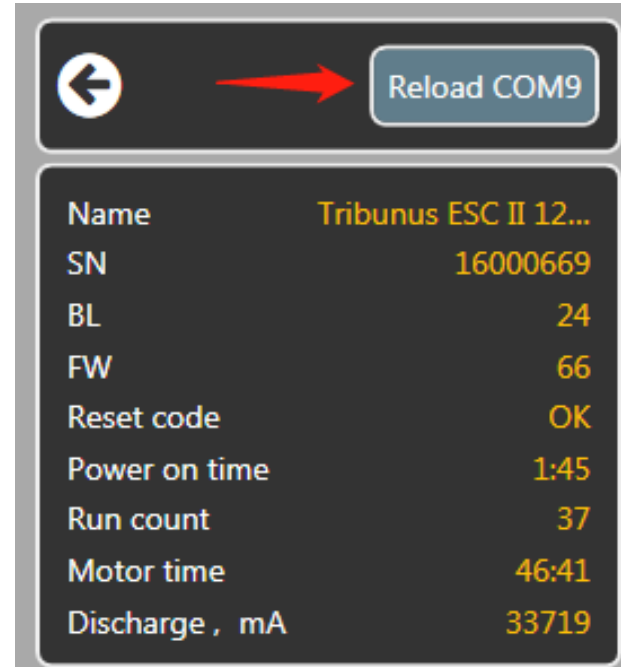 Reload COM9
Name Tribunus ESC II 12...
SN 16000669
BL 24
FW 66
Reset code OK
Power on time 1:45
Run count 37
Motor time 46:41
Discharge , mA 33719